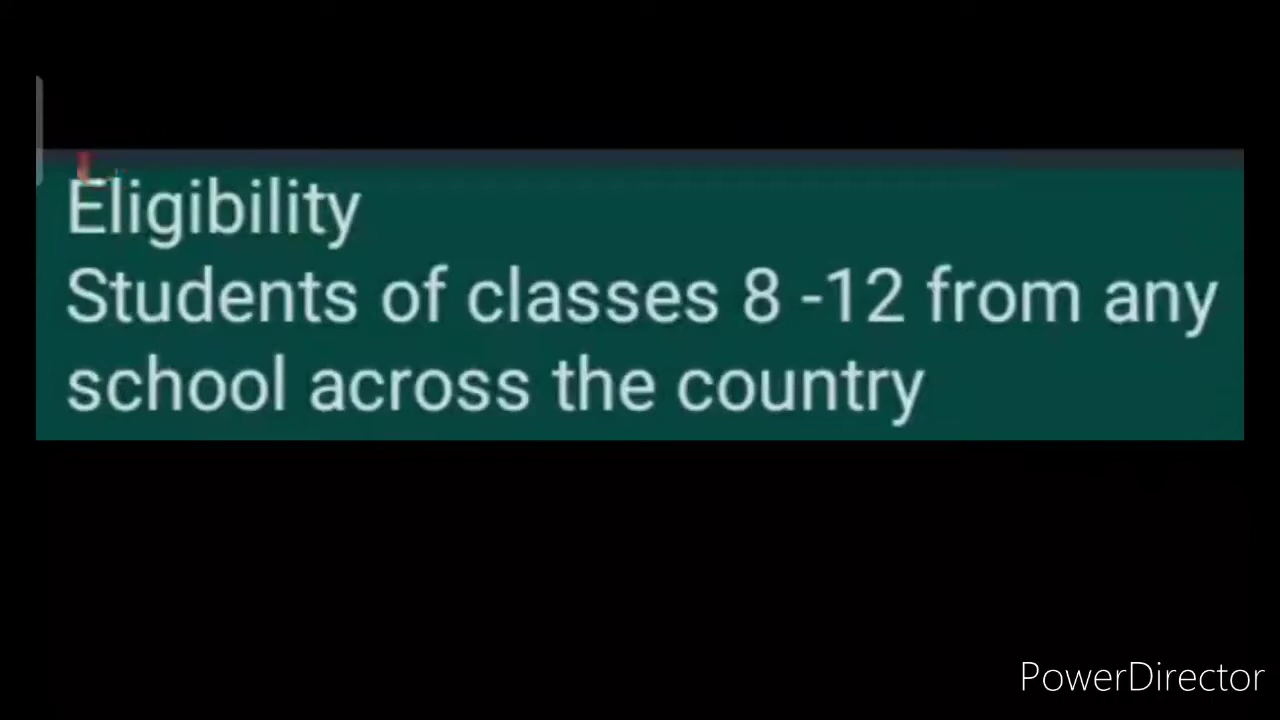 Eligibility
Students of classes 8 -12 from any
school across the country
PowerDirector